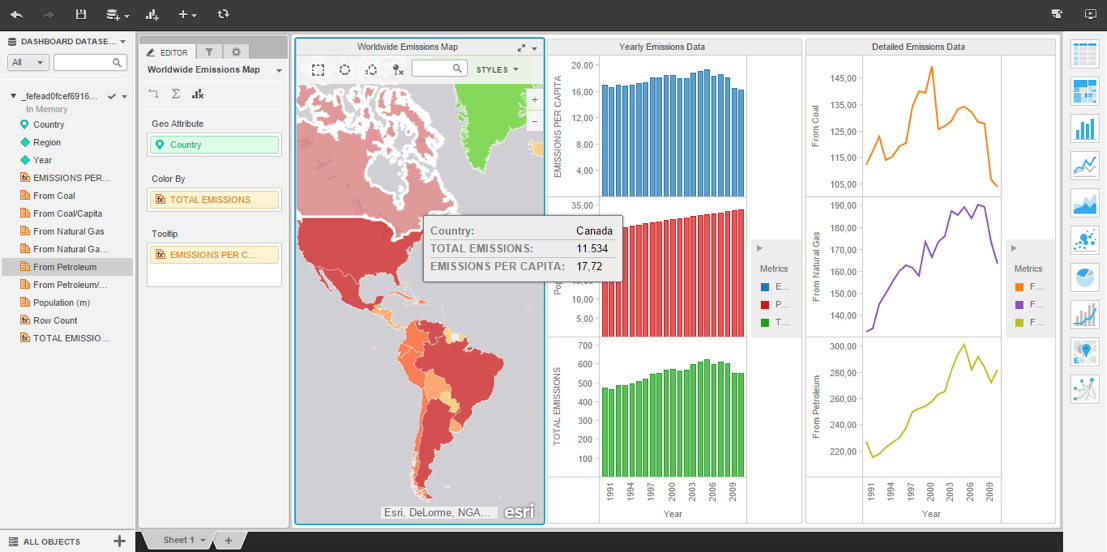 DASHBOARD DATASE...
All
_fefead0fcef6916...
In Memory
Country
Region
Year
EMISSIONS PER...
From Coal
From Coal/Capita
From Natural Gas
From Natural Ga...
From Petroleum
From Petroleum/...
Population (m)
Row Count
TOTAL EMISSIO...
ALL OBJECTS
EDITOR
Worldwide Emissions Map
Geo Attribute
Country
Color By
TOTAL EMISSIONS
Tooltip
EMISSIONS PER C...
Worldwide Emissions Map
STYLES
+
−
Country: Canada
TOTAL EMISSIONS: 11.534
EMISSIONS PER CAPITA: 17,72
Esri, DeLorme, NGA...
esri
Yearly Emissions Data
EMISSIONS PER CAPITA
20,00
16,00
12,00
8,00
4,00
35,00
15,00
10,00
5,00
TOTAL EMISSIONS
700
600
500
400
300
200
100
1991 1994 1997 2000 2003 2006 2009
Year
Metrics
E...
P...
T...
Detailed Emissions Data
From Coal
145,00
135,00
125,00
115,00
105,00
From Natural Gas
190,00
180,00
170,00
160,00
150,00
140,00
From Petroleum
300,00
280,00
260,00
240,00
220,00
1991 1994 1997 2000 2003 2006 2009
Year
Metrics
F...
F...
F...
Sheet 1
+